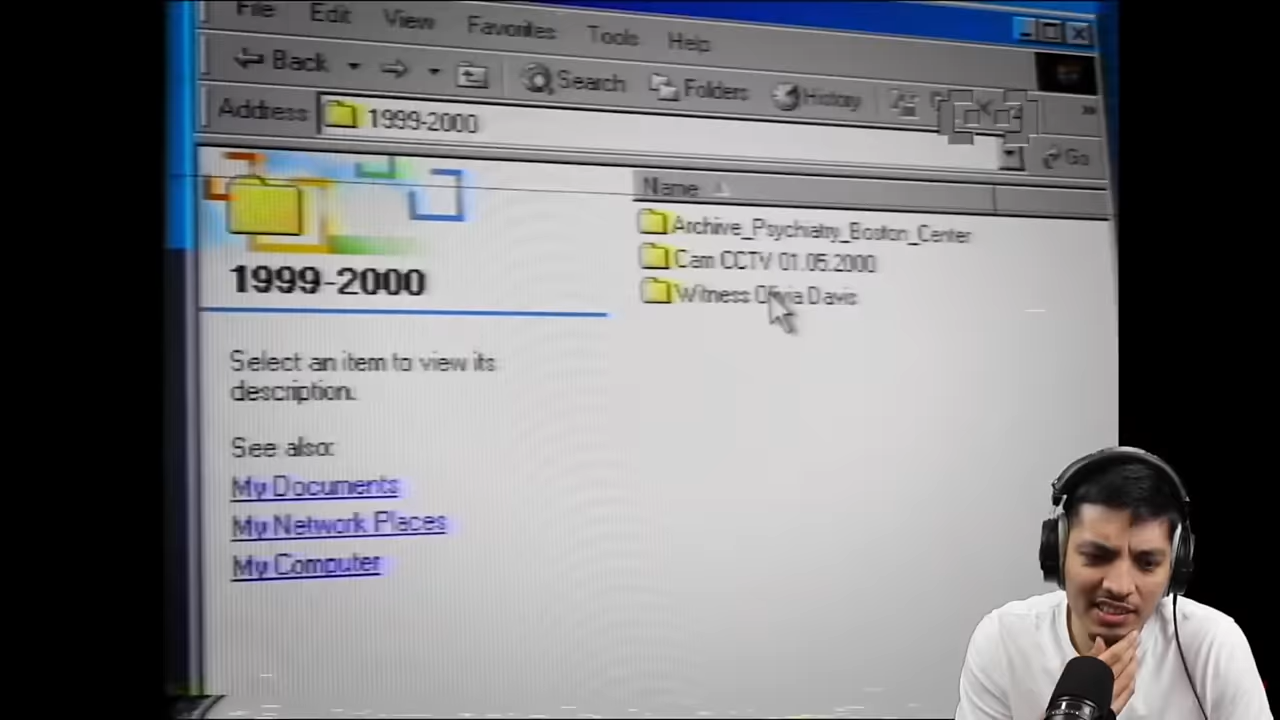 File Edit View Favorites Tools Help
Back Search Folders History »
Address 1999-2000 Go
1999-2000
Select an item to view its
description.
See also:
My Documents
My Network Places
My Computer
Name
Archive_Psychiatry_Boston_Center
Cam CCTV 01.05.2000
Witness Olivia Davis